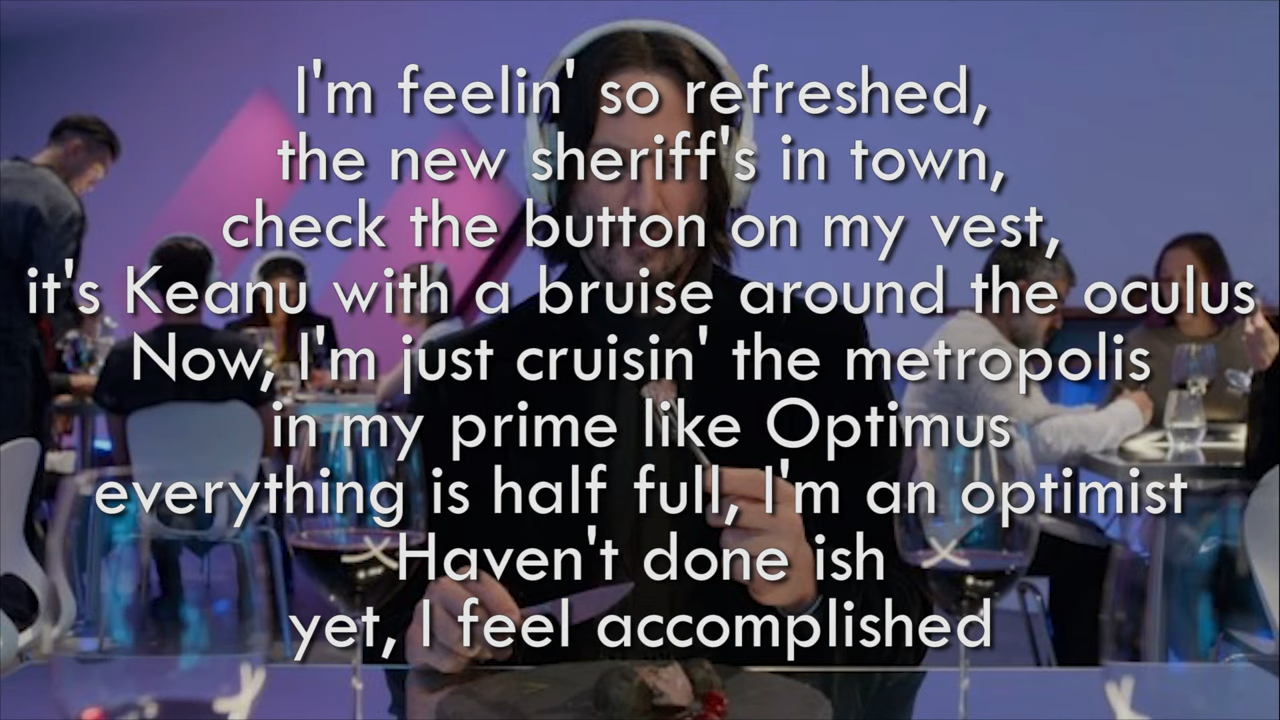 I'm feelin' so refreshed,
the new sheriff's in town,
check the button on my vest,
it's Keanu with a bruise around the oculus
Now, I'm just cruisin' the metropolis
in my prime like Optimus
everything is half full, I'm an optimist
Haven't done ish
yet, I feel accomplished